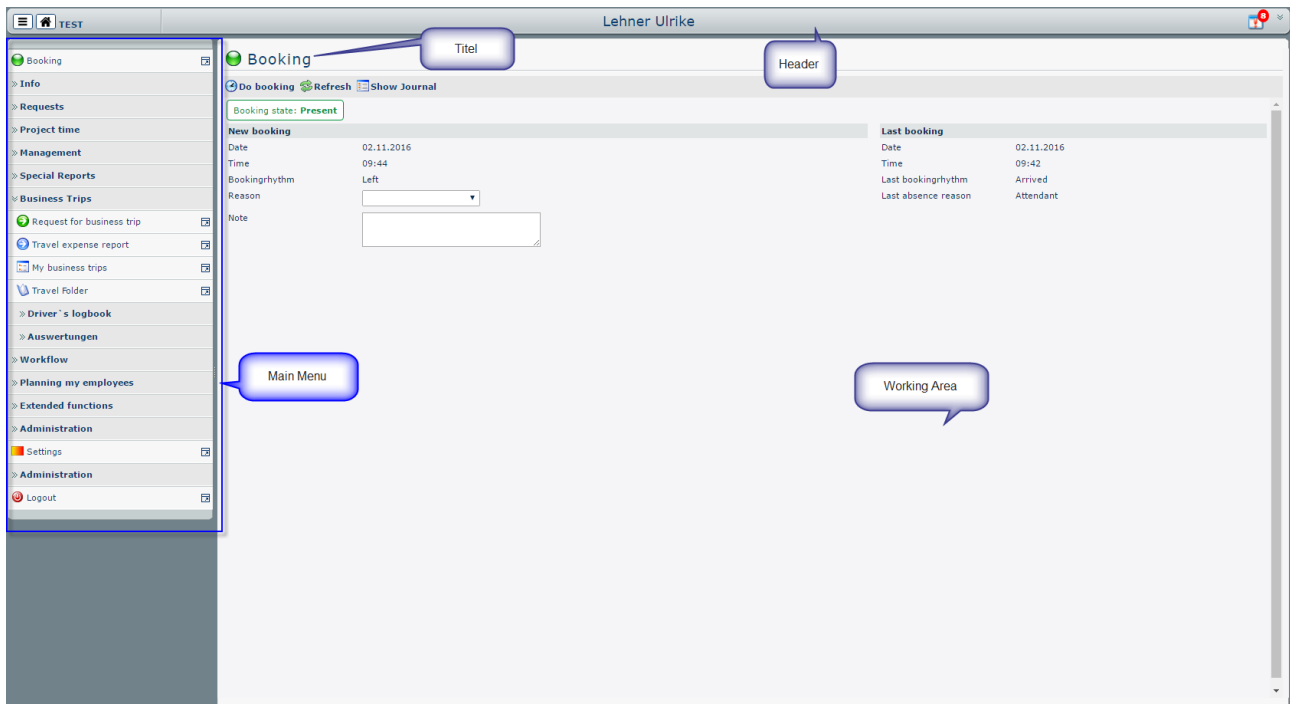 TEST
Lehner Ulrike
8
Titel
Header
Booking
Info
Requests
Project time
Management
Special Reports
Business Trips
Request for business trip
Travel expense report
My business trips
Travel Folder
Driver`s logbook
Auswertungen
Workflow
Planning my employees
Extended functions
Administration
Settings
Administration
Logout
Main Menu
Booking
Do booking Refresh Show Journal
Booking state: Present
New booking
Date 02.11.2016
Time 09:44
Bookingrhythm Left
Reason
Note
Last booking
Date 02.11.2016
Time 09:42
Last bookingrhythm Arrived
Last absence reason Attendant
Working Area